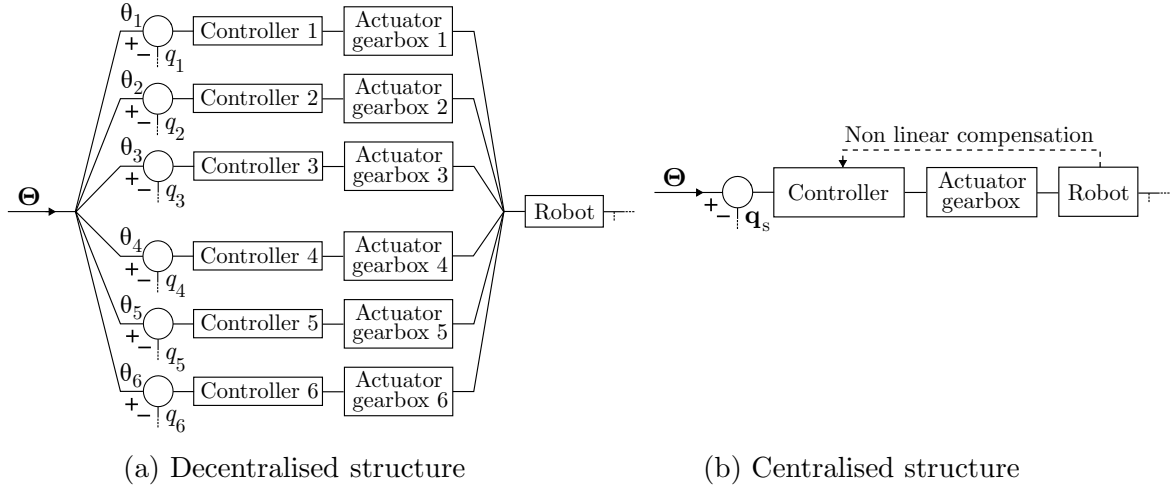 θ1
+
−
q1
Controller 1
Actuator
gearbox 1
θ2
+
−
q2
Controller 2
Actuator
gearbox 2
θ3
+
−
q3
Controller 3
Actuator
gearbox 3
Θ
Robot
θ4
+
−
q4
Controller 4
Actuator
gearbox 4
θ5
+
−
q5
Controller 5
Actuator
gearbox 5
θ6
+
−
q6
Controller 6
Actuator
gearbox 6
(a) Decentralised structure
Non linear compensation
Θ
+
−
qs
Controller
Actuator
gearbox
Robot
(b) Centralised structure